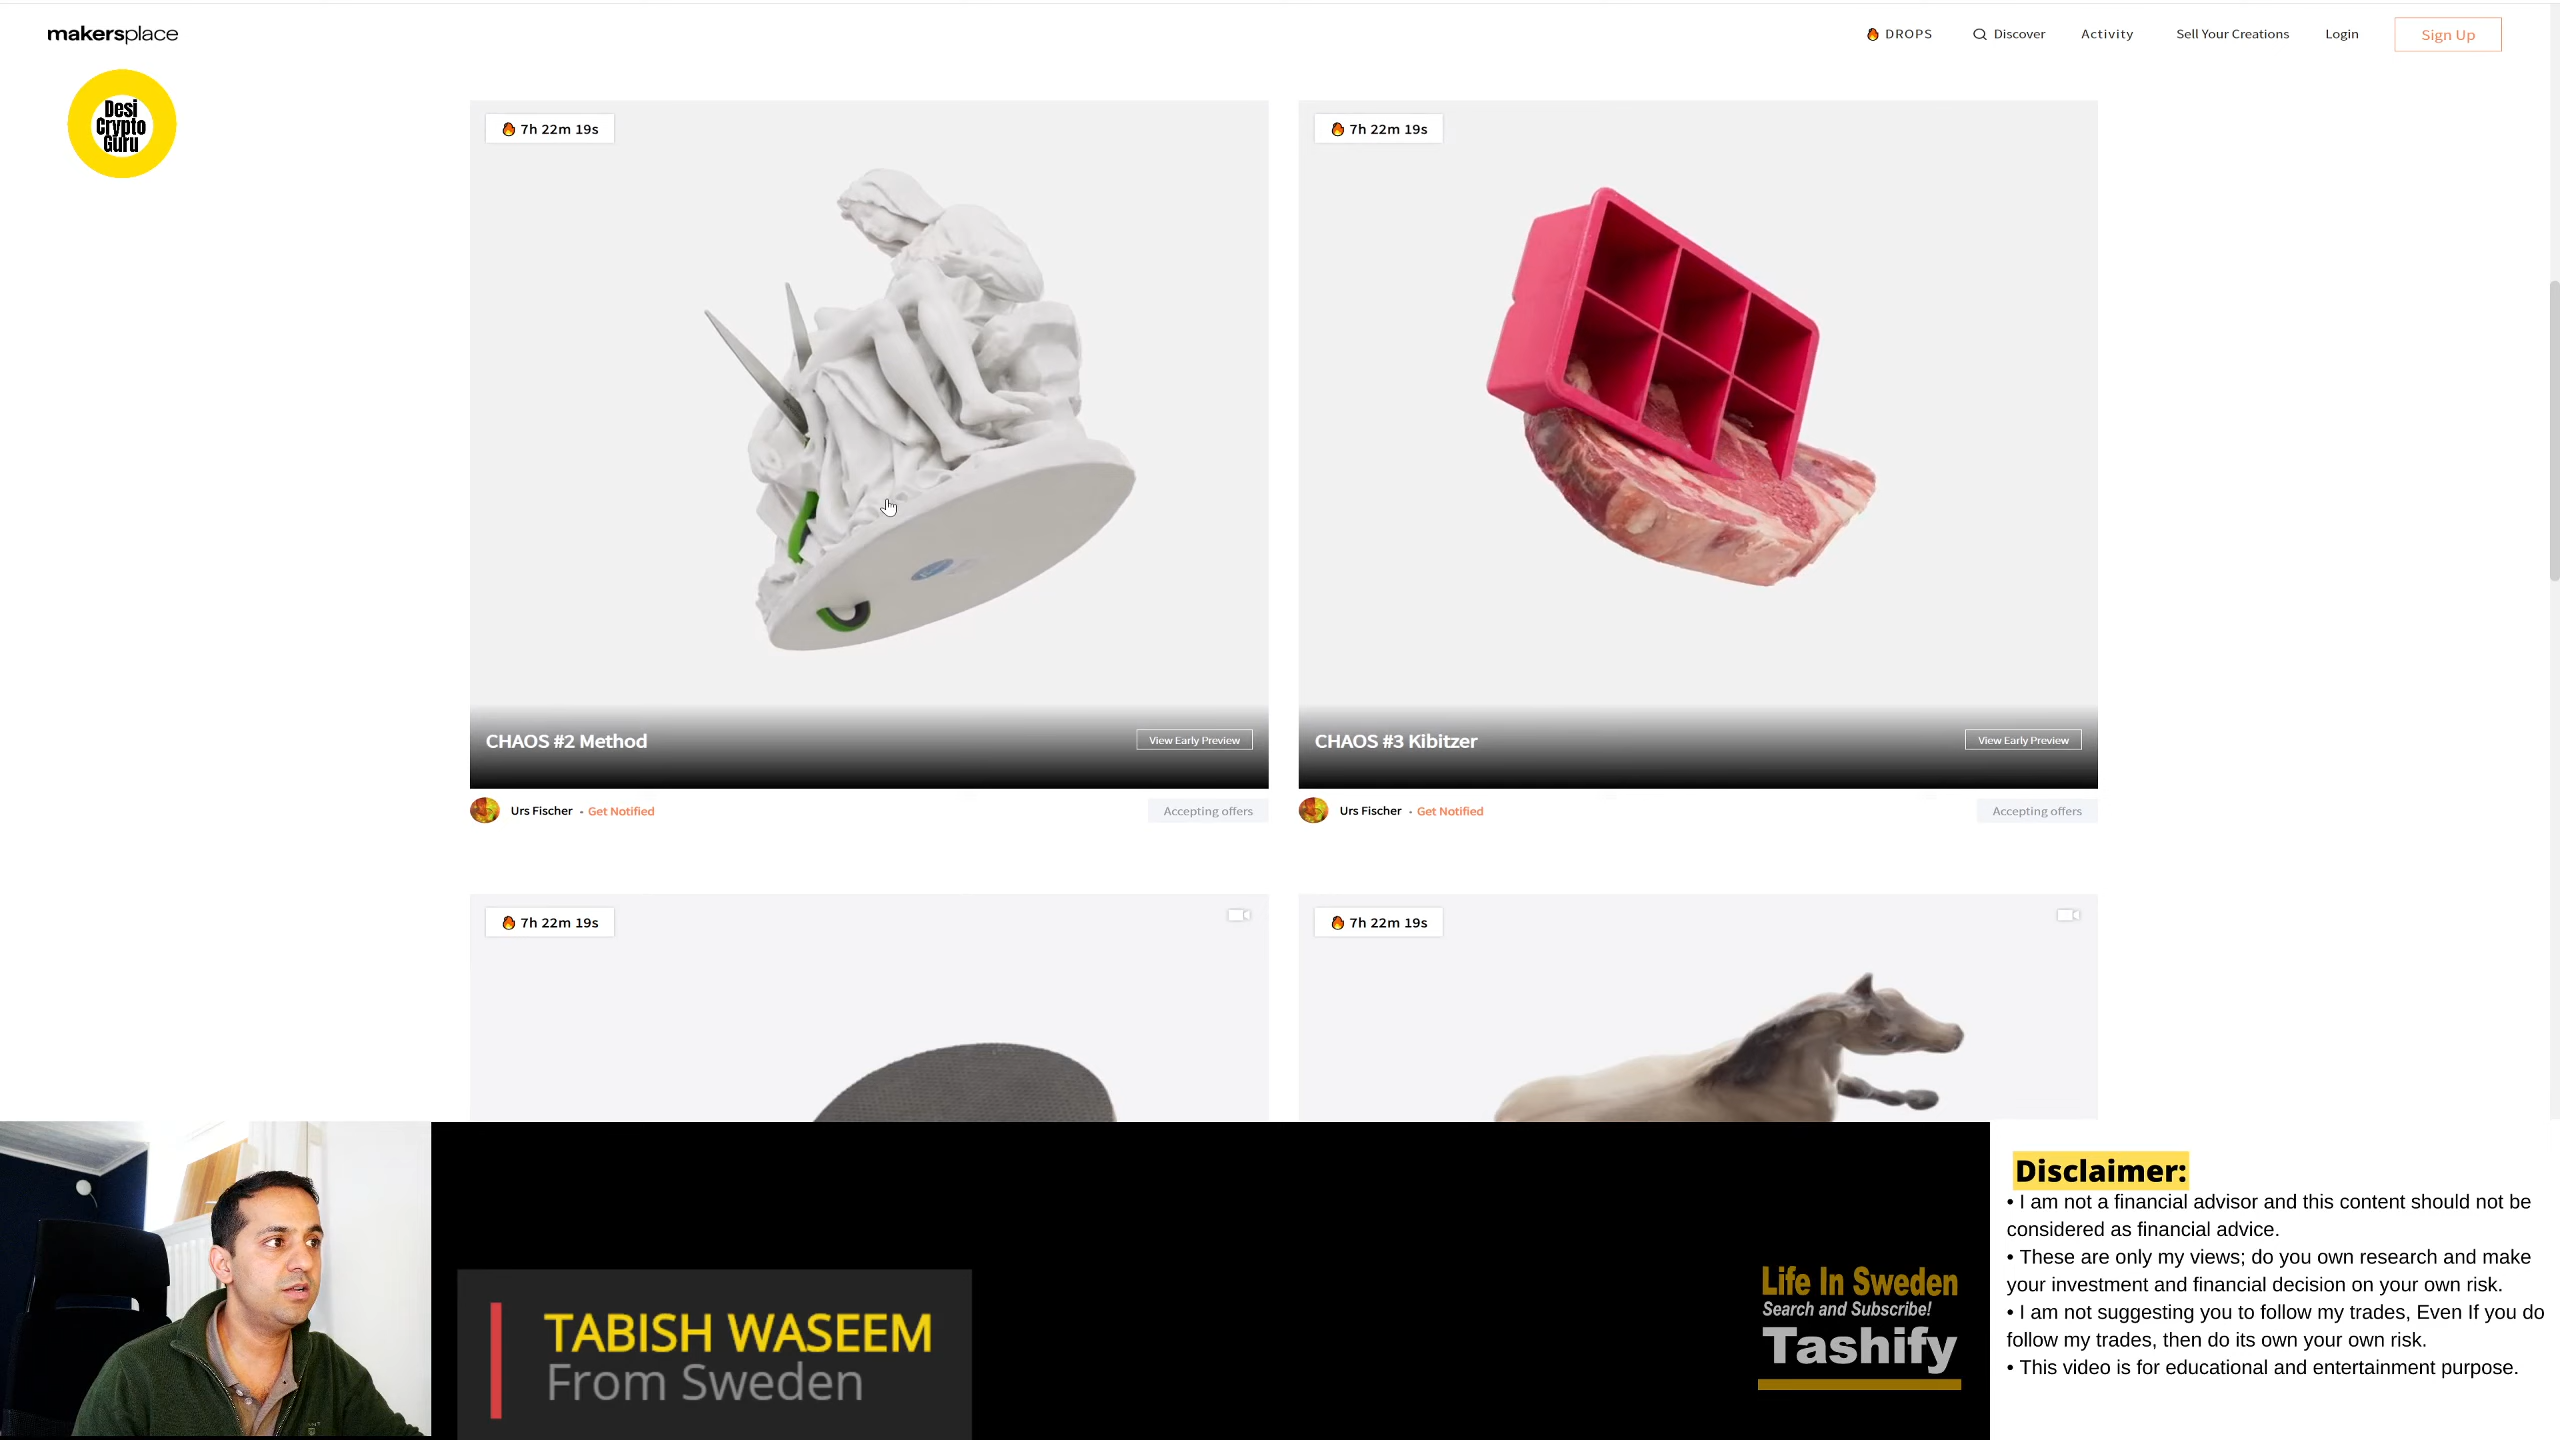 makersplace
DROPS
Discover
Activity
Sell Your Creations
Login
Sign Up
Desi
Crypto
Guru
7h 22m 19s
7h 22m 19s
CHAOS #2 Method
View Early Preview
CHAOS #3 Kibitzer
View Early Preview
Urs Fischer • Get Notified
Accepting offers
Urs Fischer • Get Notified
Accepting offers
7h 22m 19s
7h 22m 19s
TABISH WASEEM
From Sweden
Life In Sweden
Search and Subscribe!
Tashify
Disclaimer:
• I am not a financial advisor and this content should not be
considered as financial advice.
• These are only my views; do you own research and make
your investment and financial decision on your own risk.
• I am not suggesting you to follow my trades, Even If you do
follow my trades, then do its own your own risk.
• This video is for educational and entertainment purpose.